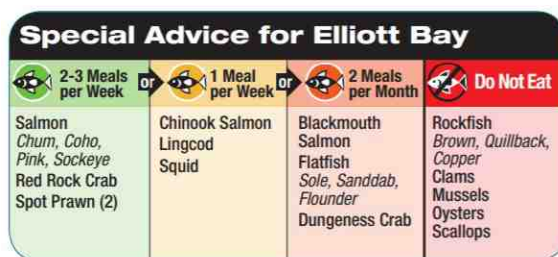 Special Advice for Elliott Bay
2-3 Meals
per Week
or
1 Meal
per Week
or
2 Meals
per Month
Do Not Eat
Salmon
Chum, Coho,
Pink, Sockeye
Red Rock Crab
Spot Prawn (2)
Chinook Salmon
Lingcod
Squid
Blackmouth
Salmon
Flatfish
Sole, Sanddab,
Flounder
Dungeness Crab
Rockfish
Brown, Quillback,
Copper
Clams
Mussels
Oysters
Scallops